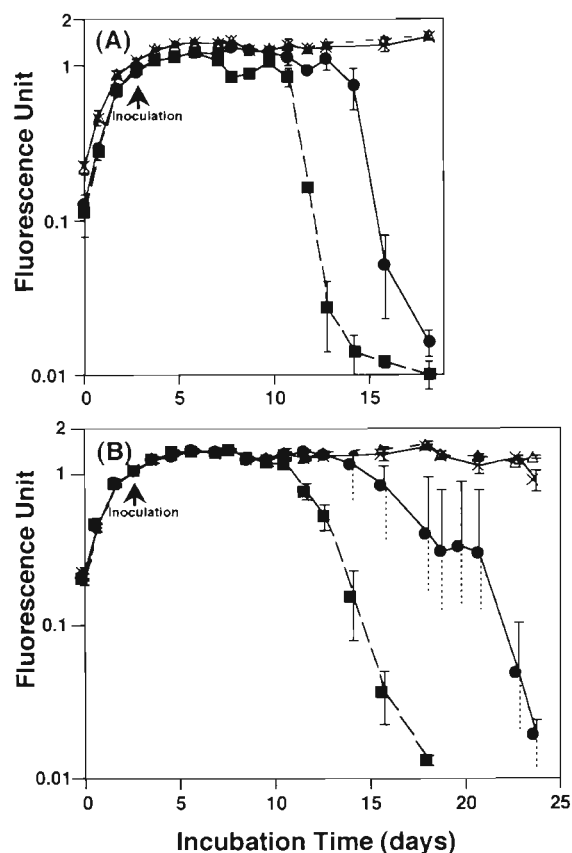 (A)
2
1
0.1
0.01
Fluorescence Unit
Inoculation
0 5 10 15
(B)
2
1
0.1
0.01
Fluorescence Unit
Inoculation
0 5 10 15 20 25
Incubation Time (days)